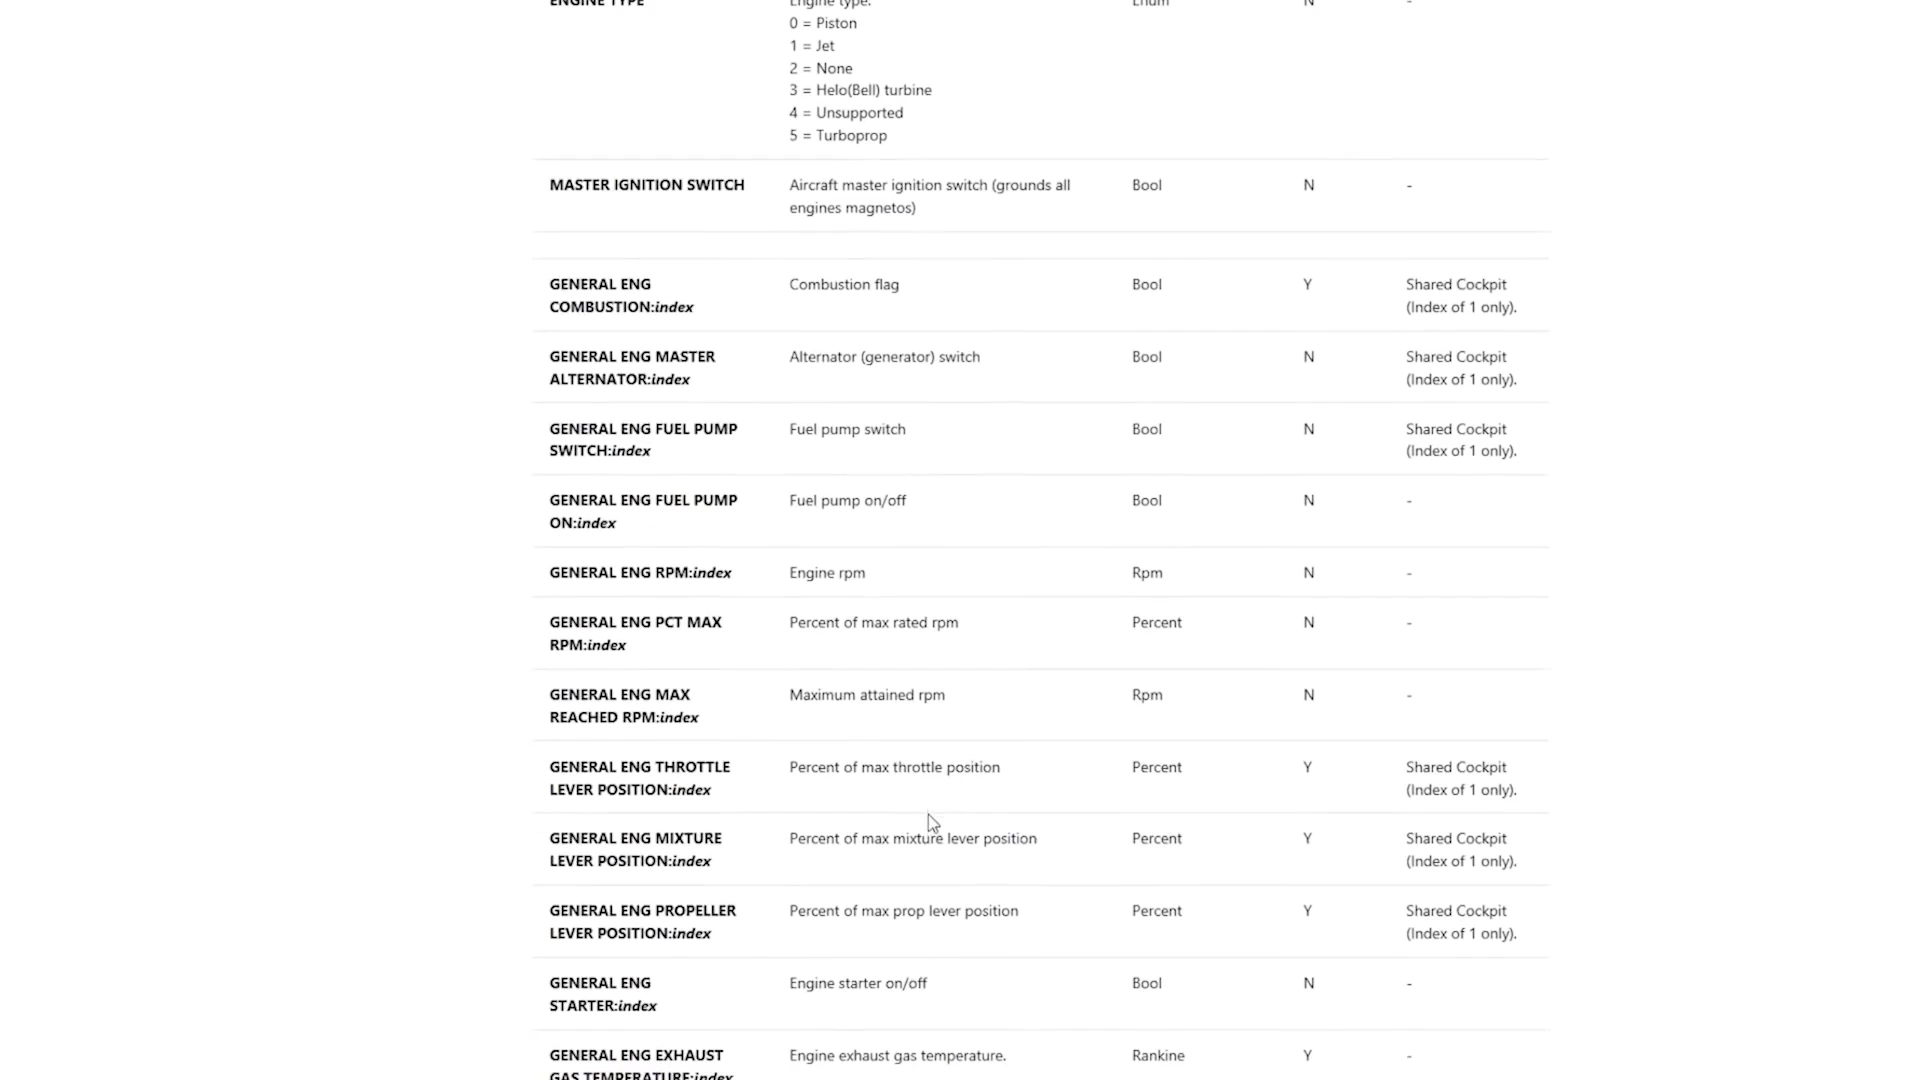 ENGINE TYPE Engine type: Enum N -
0 = Piston
1 = Jet
2 = None
3 = Helo(Bell) turbine
4 = Unsupported
5 = Turboprop
MASTER IGNITION SWITCH Aircraft master ignition switch (grounds all Bool N -
engines magnetos)
GENERAL ENG Combustion flag Bool Y Shared Cockpit
COMBUSTION:index (Index of 1 only).
GENERAL ENG MASTER Alternator (generator) switch Bool N Shared Cockpit
ALTERNATOR:index (Index of 1 only).
GENERAL ENG FUEL PUMP Fuel pump switch Bool N Shared Cockpit
SWITCH:index (Index of 1 only).
GENERAL ENG FUEL PUMP Fuel pump on/off Bool N -
ON:index
GENERAL ENG RPM:index Engine rpm Rpm N -
GENERAL ENG PCT MAX Percent of max rated rpm Percent N -
RPM:index
GENERAL ENG MAX Maximum attained rpm Rpm N -
REACHED RPM:index
GENERAL ENG THROTTLE Percent of max throttle position Percent Y Shared Cockpit
LEVER POSITION:index (Index of 1 only).
GENERAL ENG MIXTURE Percent of max mixture lever position Percent Y Shared Cockpit
LEVER POSITION:index (Index of 1 only).
GENERAL ENG PROPELLER Percent of max prop lever position Percent Y Shared Cockpit
LEVER POSITION:index (Index of 1 only).
GENERAL ENG Engine starter on/off Bool N -
STARTER:index
GENERAL ENG EXHAUST Engine exhaust gas temperature. Rankine Y -
GAS TEMPERATURE:index